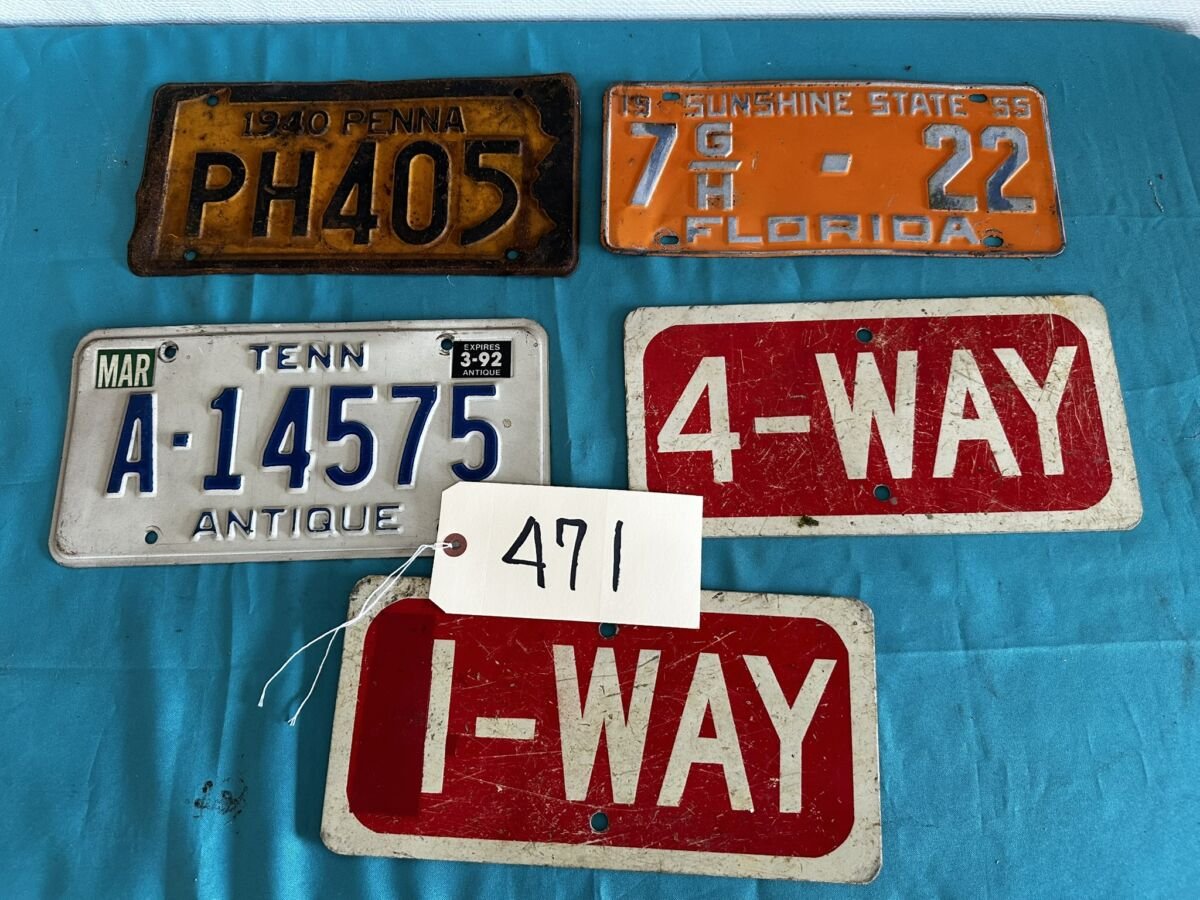 1940 PENNA
PH405
19 SUNSHINE STATE 55
7 G/H - 22
FLORIDA
MAR
TENN
EXPIRES
3-92
ANTIQUE
A-14575
ANTIQUE
4-WAY
471
1-WAY